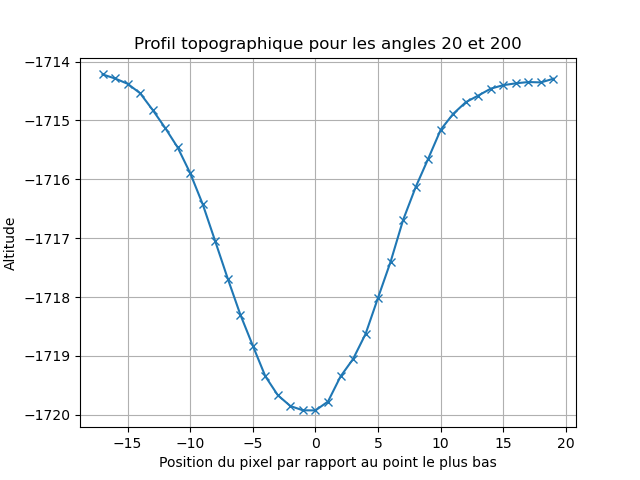 Profil topographique pour les angles 20 et 200
−1714
−1715
−1716
−1717
−1718
−1719
−1720
Altitude
−15 −10 −5 0 5 10 15 20
Position du pixel par rapport au point le plus bas